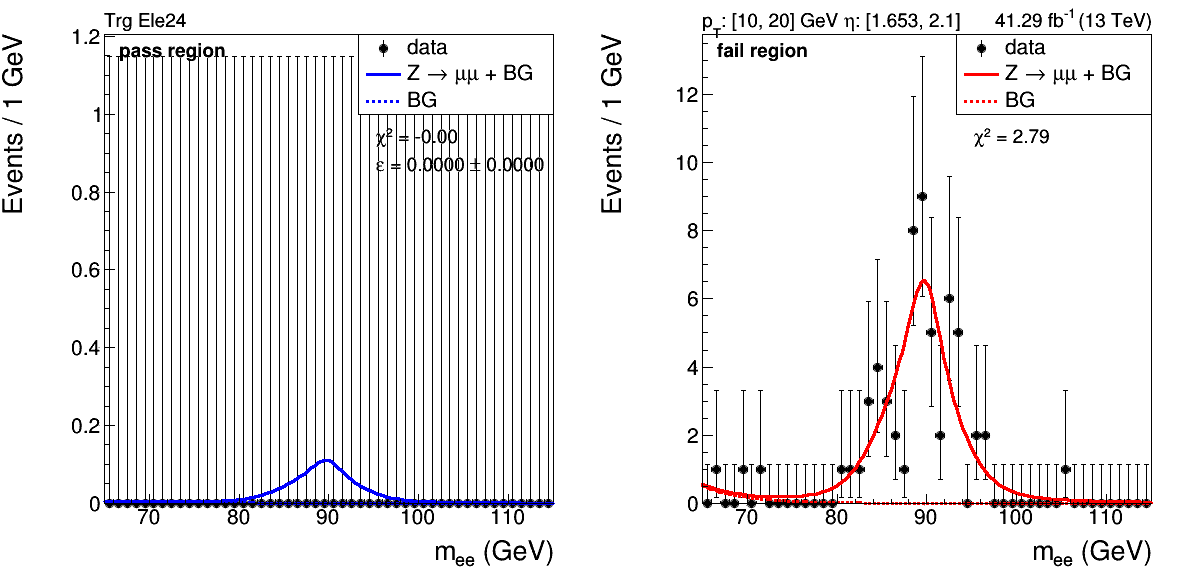 Trg Ele24
Events / 1 GeV
pass region
data
Z → μμ + BG
BG
χ² = -0.00
ε = 0.0000 ± 0.0000
1.2
1
0.8
0.6
0.4
0.2
0
70 80 90 100 110
m_ee (GeV)
p_T: [10, 20] GeV η: [1.653, 2.1] 41.29 fb⁻¹ (13 TeV)
Events / 1 GeV
fail region
data
Z → μμ + BG
BG
χ² = 2.79
12
10
8
6
4
2
0
70 80 90 100 110
m_ee (GeV)